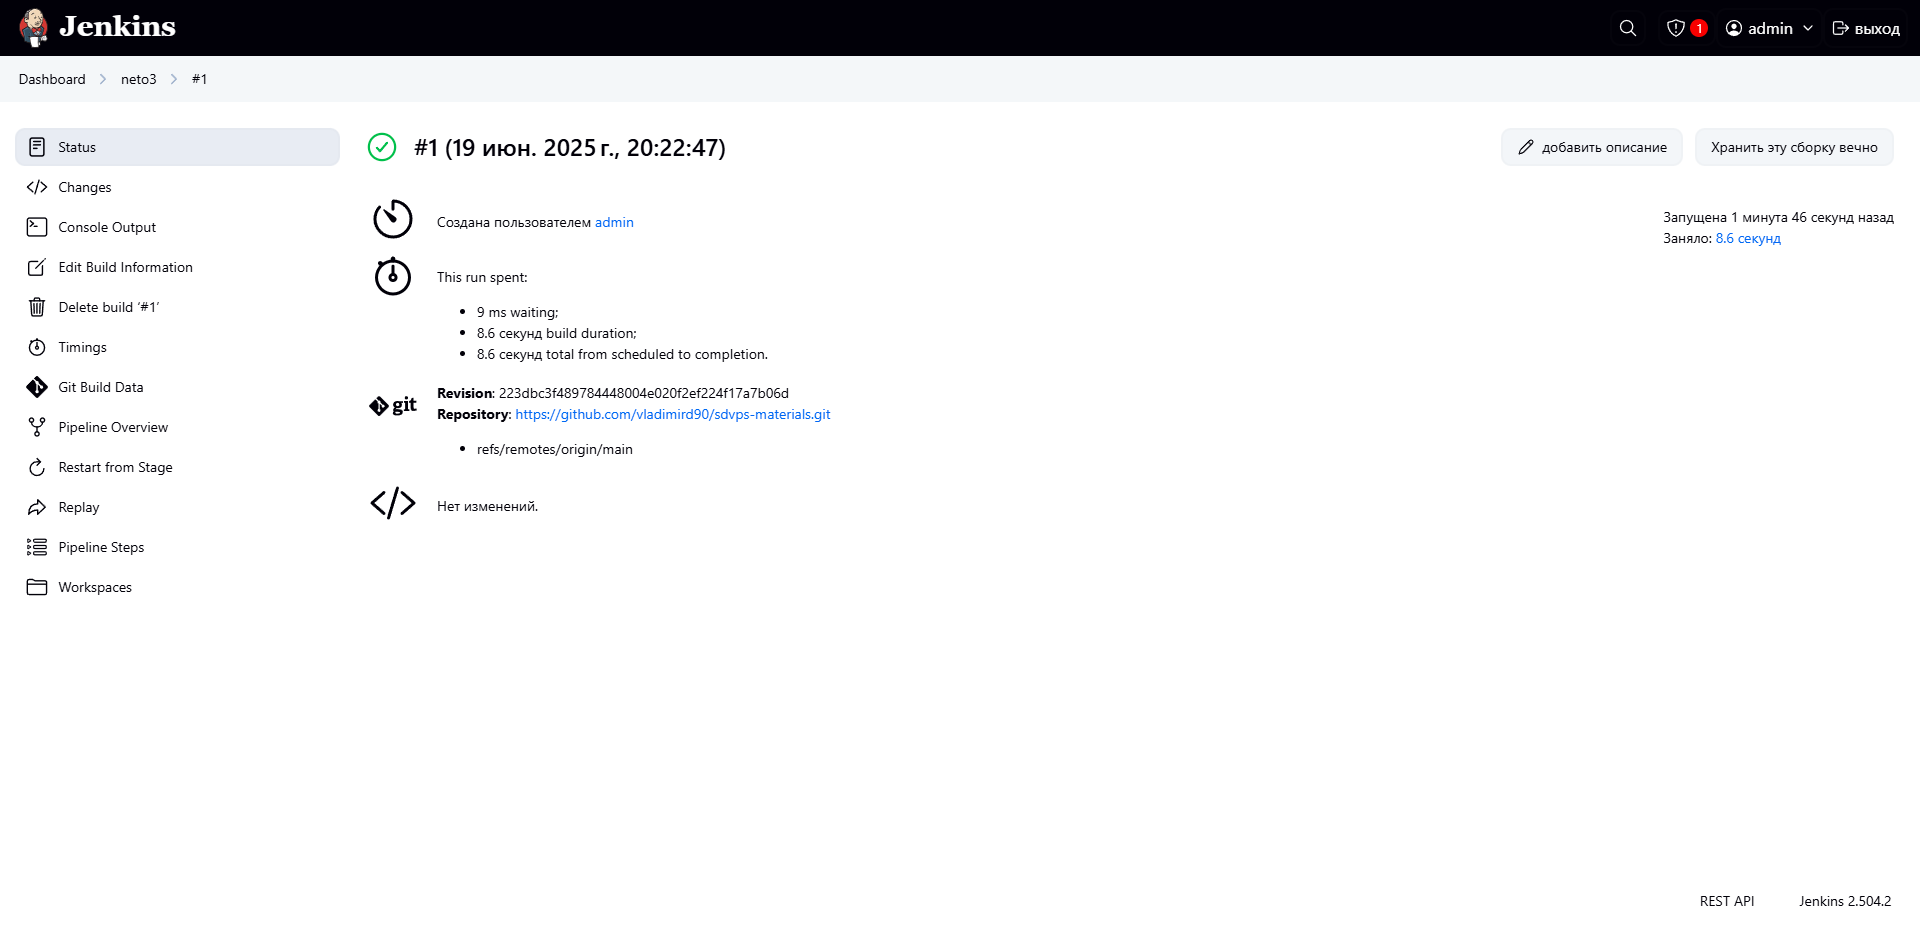 Jenkins
1
admin
выход
Dashboard
neto3
#1
Status
Changes
Console Output
Edit Build Information
Delete build ‘#1’
Timings
Git Build Data
Pipeline Overview
Restart from Stage
Replay
Pipeline Steps
Workspaces
#1 (19 июн. 2025 г., 20:22:47)
добавить описание
Хранить эту сборку вечно
Создана пользователем admin
Запущена 1 минута 46 секунд назад
Заняло: 8.6 секунд
This run spent:
9 ms waiting;
8.6 секунд build duration;
8.6 секунд total from scheduled to completion.
git
Revision: 223dbc3f489784448004e020f2ef224f17a7b06d
Repository: https://github.com/vladimird90/sdvps-materials.git
refs/remotes/origin/main
Нет изменений.
REST API
Jenkins 2.504.2